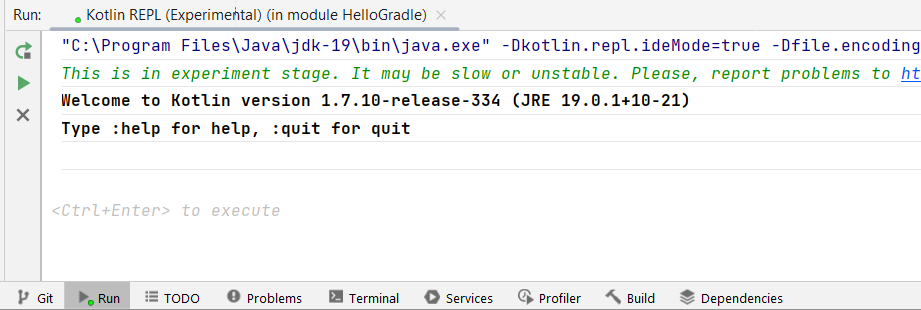 Run: Kotlin REPL (Experimental) (in module HelloGradle)
"C:\Program Files\Java\jdk-19\bin\java.exe" -Dkotlin.repl.ideMode=true -Dfile.encoding
This is in experiment stage. It may be slow or unstable. Please, report problems to ht
Welcome to Kotlin version 1.7.10-release-334 (JRE 19.0.1+10-21)
Type :help for help, :quit for quit
<Ctrl+Enter> to execute
Git Run TODO Problems Terminal Services Profiler Build Dependencies